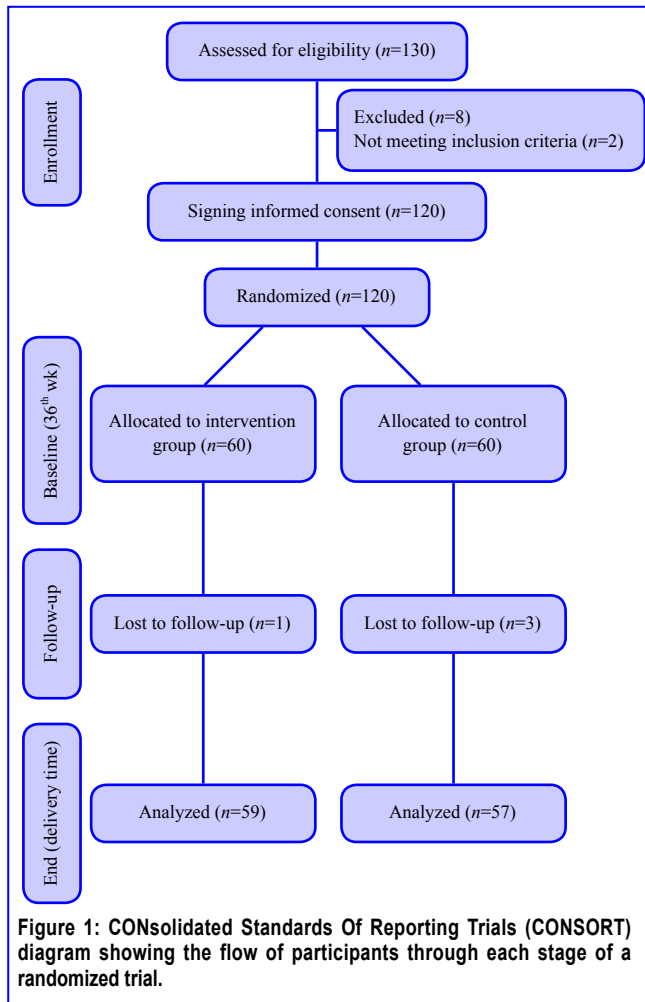 Assessed for eligibility (n=130)
Enrollment
Excluded (n=8)
Not meeting inclusion criteria (n=2)
Signing informed consent (n=120)
Randomized (n=120)
Baseline (36th wk)
Allocated to intervention
group (n=60)
Allocated to control
group (n=60)
Follow-up
Lost to follow-up (n=1)
Lost to follow-up (n=3)
End (delivery time)
Analyzed (n=59)
Analyzed (n=57)
Figure 1: CONsolidated Standards Of Reporting Trials (CONSORT)
diagram showing the flow of participants through each stage of a
randomized trial.